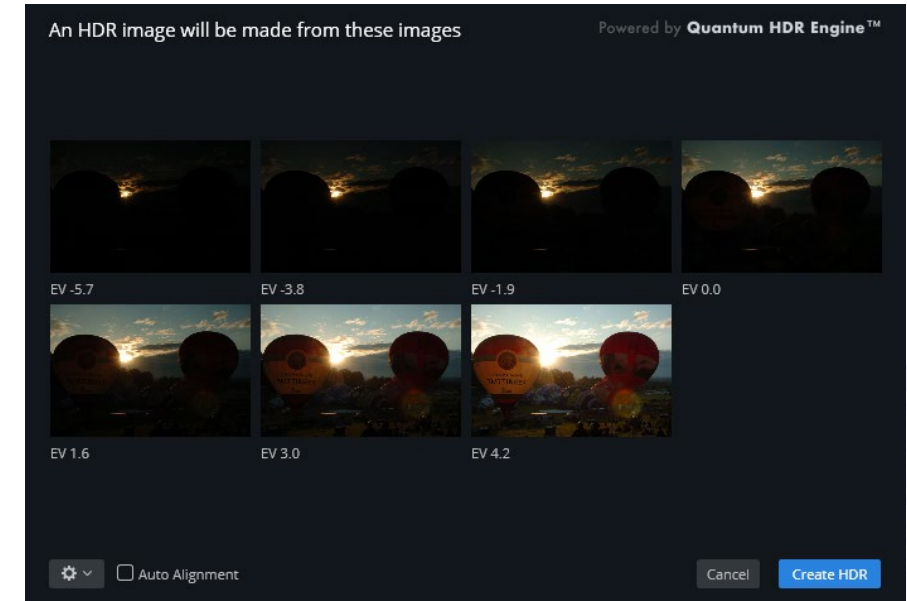 An HDR image will be made from these images
Powered by Quantum HDR Engine™
EV -5.7
EV -3.8
EV -1.9
EV 0.0
EV 1.6
EV 3.0
EV 4.2
Auto Alignment
Cancel
Create HDR